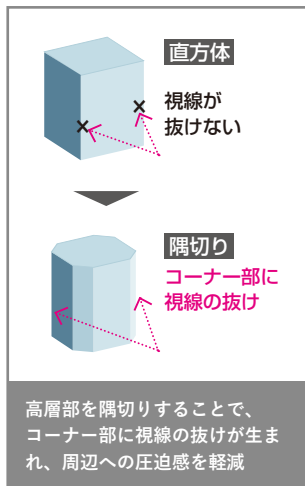 直方体
視線が
抜けない
隅切り
コーナー部に
視線の抜け
高層部を隅切りすることで、
コーナー部に視線の抜けが生ま
れ、周辺への圧迫感を軽減